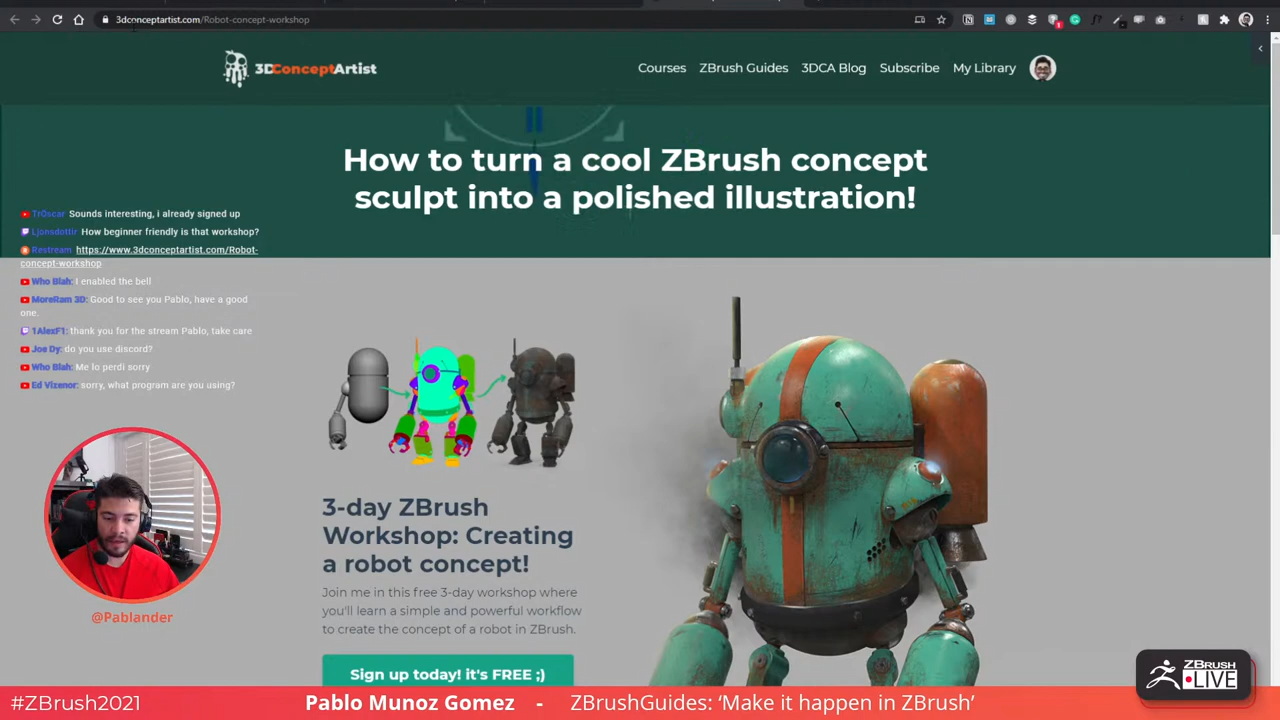 3dconceptartist.com/Robot-concept-workshop
3DConceptArtist
Courses
ZBrush Guides
3DCA Blog
Subscribe
My Library
How to turn a cool ZBrush concept
sculpt into a polished illustration!
TrOscar: Sounds interesting, i already signed up
Ljonsdottir: How beginner friendly is that workshop?
Restream: https://www.3dconceptartist.com/Robot-
concept-workshop
Who Blah: I enabled the bell
MoreRam 3D: Good to see you Pablo, have a good
one.
1AlexF1: thank you for the stream Pablo, take care
Joe Dy: do you use discord?
Who Blah: Me lo perdi sorry
Ed Vizenor: sorry, what program are you using?
3-day ZBrush
Workshop: Creating
a robot concept!
Join me in this free 3-day workshop where
you'll learn a simple and powerful workflow
to create the concept of a robot in ZBrush.
Sign up today! it's FREE ;)
@Pablander
ZBRUSH
LIVE
#ZBrush2021
Pablo Munoz Gomez - ZBrushGuides: 'Make it happen in ZBrush'